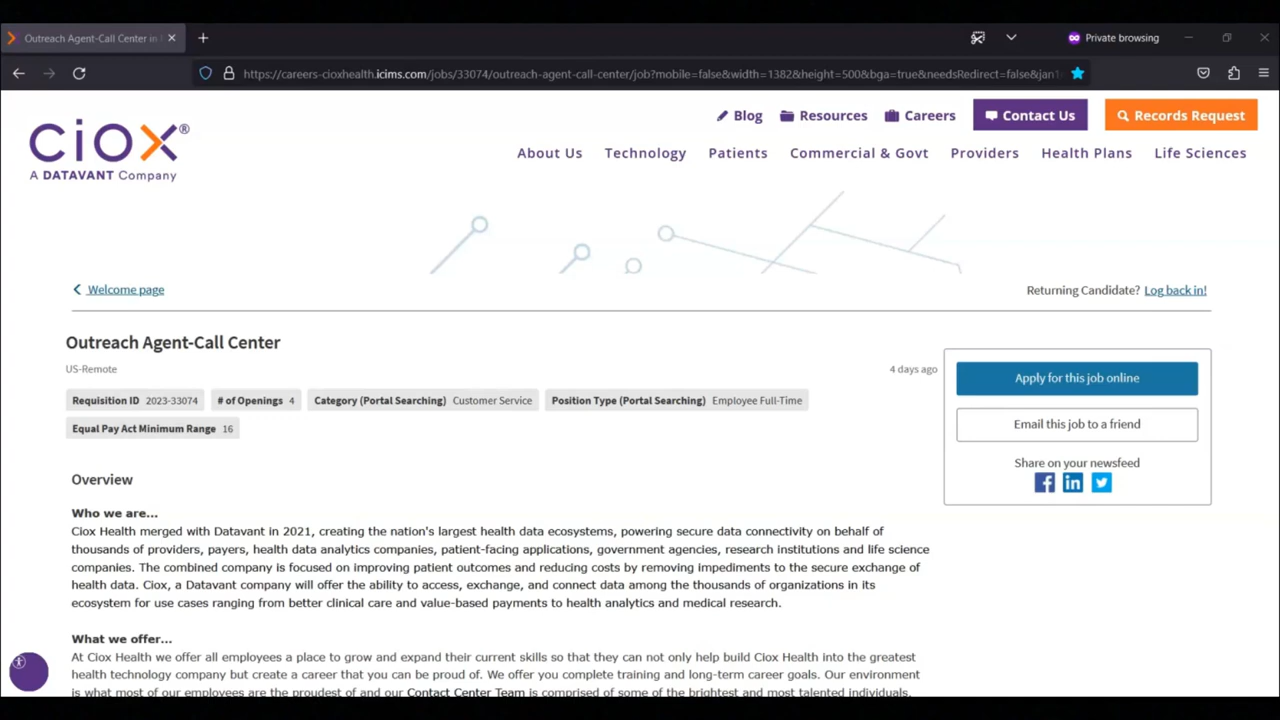 Outreach Agent-Call Center in
Private browsing
https://careers-cioxhealth.icims.com/jobs/33074/outreach-agent-call-center/job?mobile=false&width=1382&height=500&bga=true&needsRedirect=false&jan1
Blog
Resources
Careers
Contact Us
Records Request
ciox®
A DATAVANT Company
About Us
Technology
Patients
Commercial & Govt
Providers
Health Plans
Life Sciences
Welcome page
Returning Candidate? Log back in!
Outreach Agent-Call Center
US-Remote
4 days ago
Requisition ID 2023-33074
# of Openings 4
Category (Portal Searching) Customer Service
Position Type (Portal Searching) Employee Full-Time
Equal Pay Act Minimum Range 16
Apply for this job online
Email this job to a friend
Share on your newsfeed
Overview
Who we are...
Ciox Health merged with Datavant in 2021, creating the nation's largest health data ecosystems, powering secure data connectivity on behalf of
thousands of providers, payers, health data analytics companies, patient-facing applications, government agencies, research institutions and life science
companies. The combined company is focused on improving patient outcomes and reducing costs by removing impediments to the secure exchange of
health data. Ciox, a Datavant company will offer the ability to access, exchange, and connect data among the thousands of organizations in its
ecosystem for use cases ranging from better clinical care and value-based payments to health analytics and medical research.
What we offer...
At Ciox Health we offer all employees a place to grow and expand their current skills so that they can not only help build Ciox Health into the greatest
health technology company but create a career that you can be proud of. We offer you complete training and long-term career goals. Our environment
is what most of our employees are the proudest of and our Contact Center Team is comprised of some of the brightest and most talented individuals.